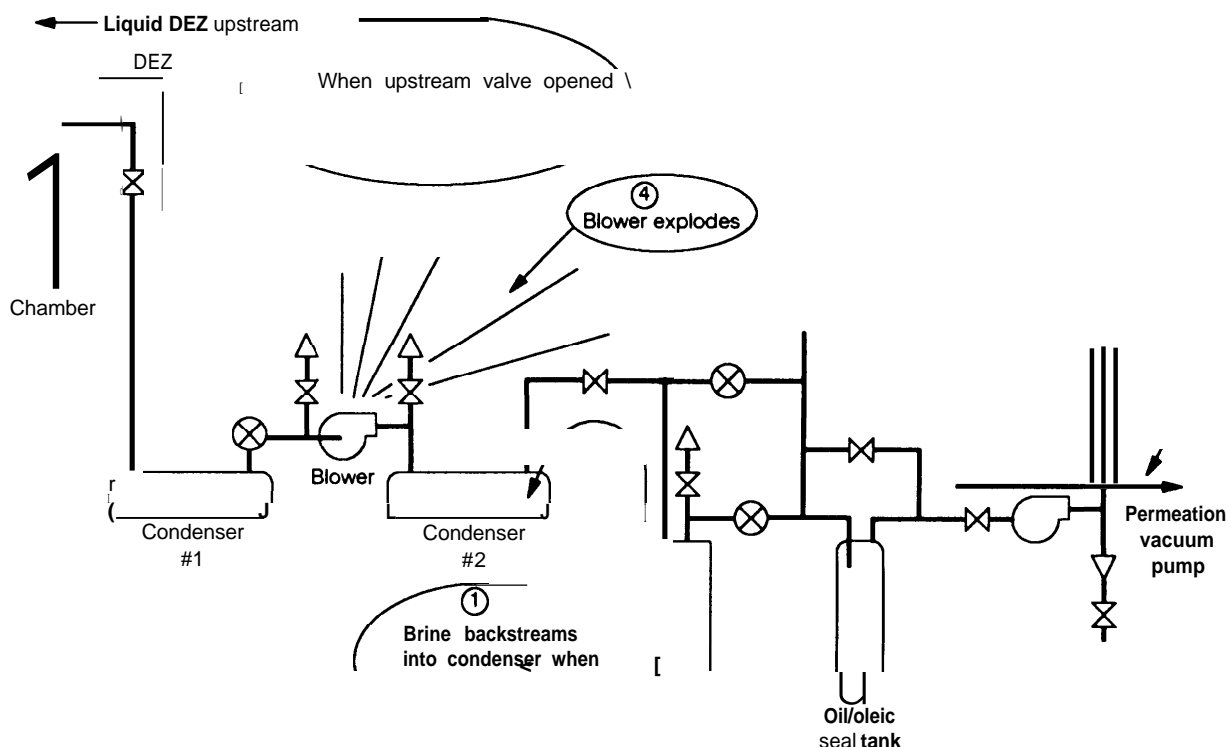 Liquid DEZ upstream
DEZ
When upstream valve opened
4
Blower explodes
Chamber
Blower
Condenser
#1
Condenser
#2
Permeation
vacuum
pump
1
Brine backstreams
into condenser when
Oil/oleic
seal tank